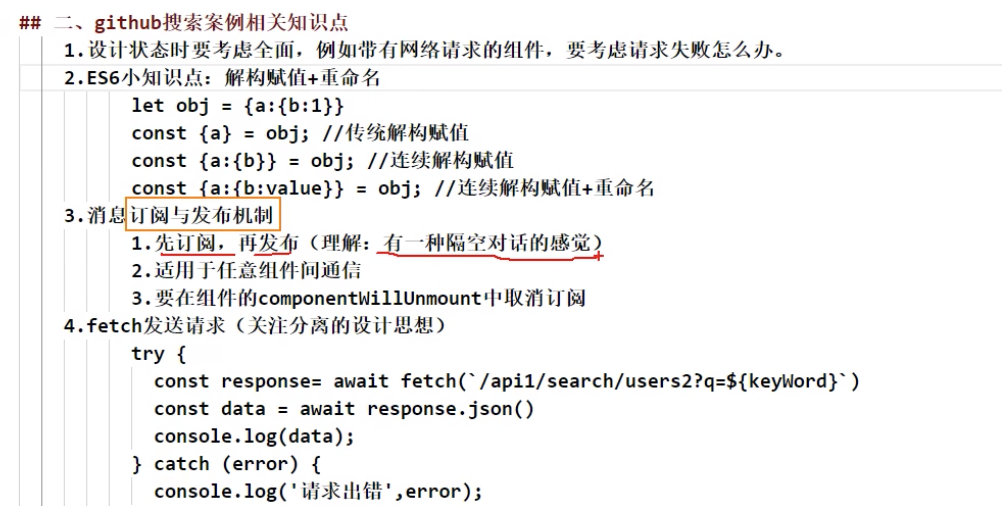 ## 二、github搜索案例相关知识点
1.设计状态时要考虑全面，例如带有网络请求的组件，要考虑请求失败怎么办。
2.ES6小知识点：解构赋值+重命名
let obj = {a:{b:1}}
const {a} = obj; //传统解构赋值
const {a:{b}} = obj; //连续解构赋值
const {a:{b:value}} = obj; //连续解构赋值+重命名
3.消息订阅与发布机制
1.先订阅，再发布（理解：有一种隔空对话的感觉）
2.适用于任意组件间通信
3.要在组件的componentWillUnmount中取消订阅
4.fetch发送请求（关注分离的设计思想）
try {
const response= await fetch(`/api1/search/users2?q=${keyWord}`)
const data = await response.json()
console.log(data);
} catch (error) {
console.log('请求出错',error);